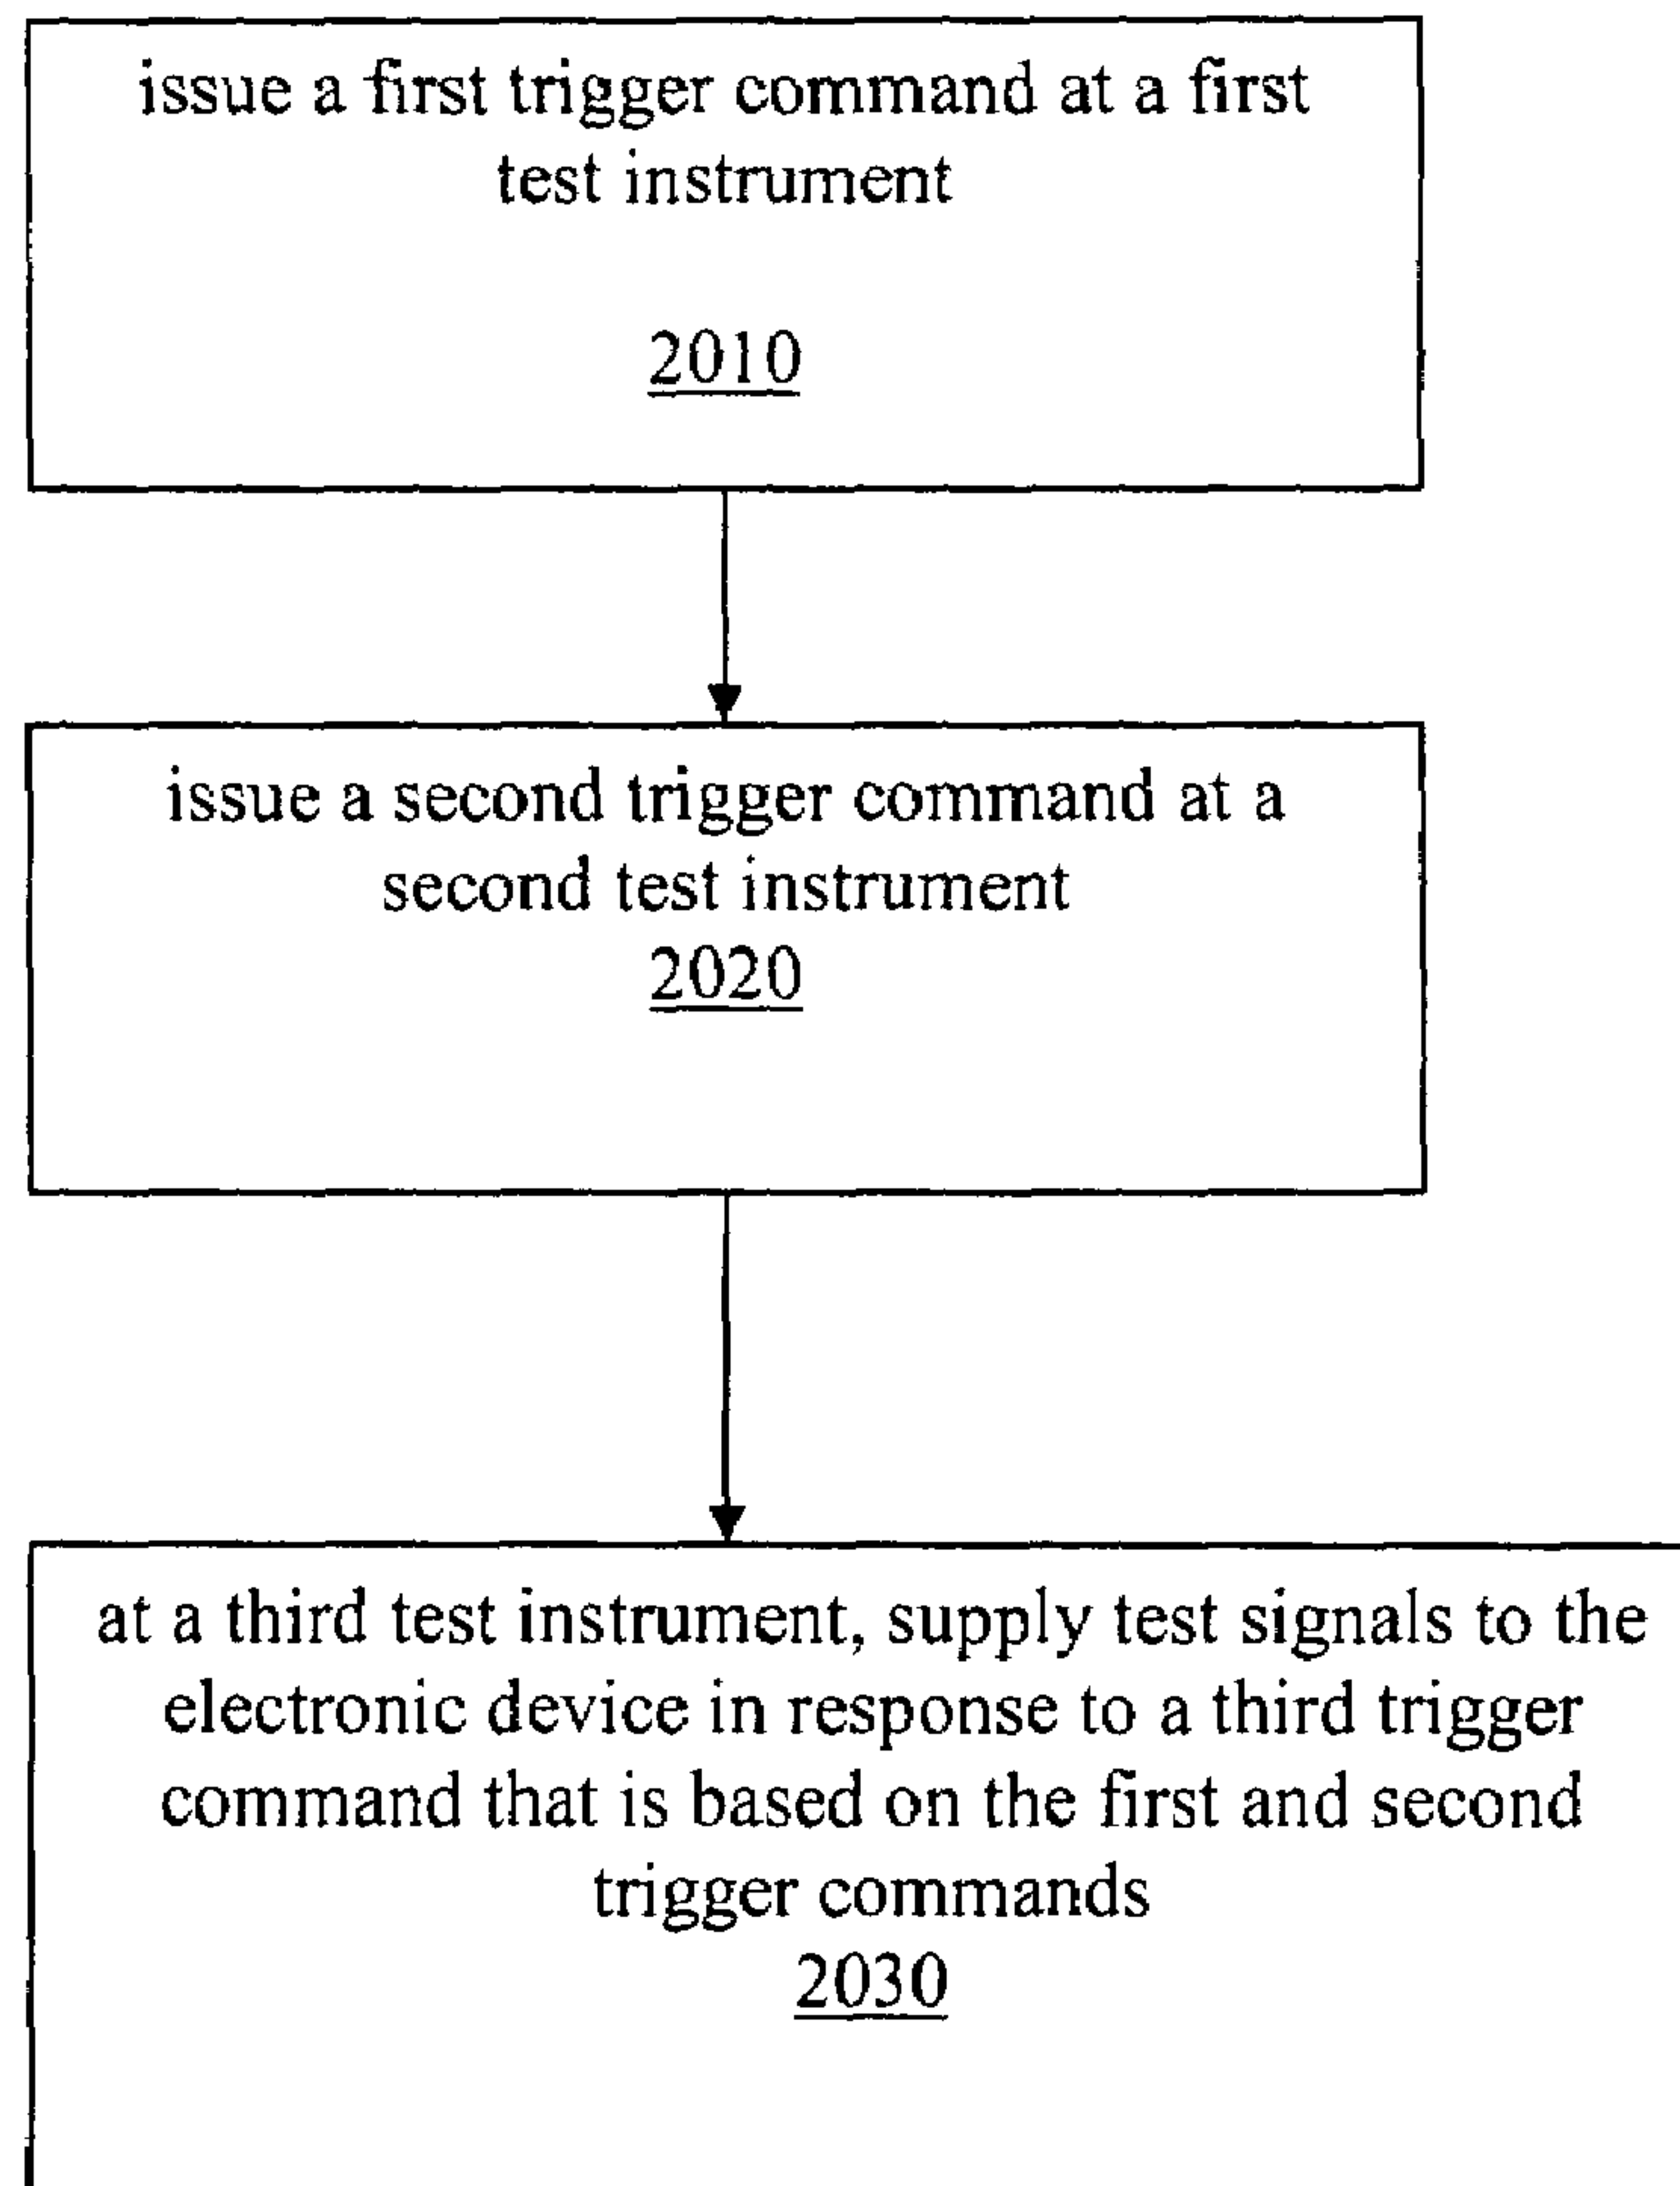 issue a first trigger command at a first
test instrument
2010
issue a second trigger command at a
second test instrument
2020
at a third test instrument, supply test signals to the
electronic device in response to a third trigger
command that is based on the first and second
trigger commands
2030